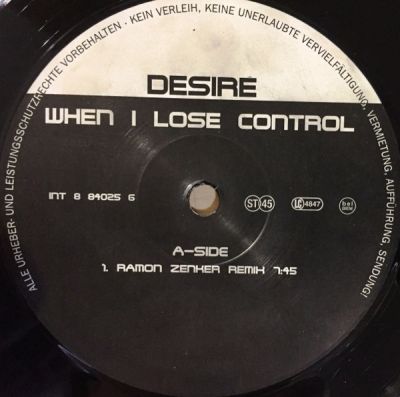 ALLE URHEBER- UND LEISTUNGSSCHUTZRECHTE VORBEHALTEN · KEIN VERLEIH, KEINE UNERLAUBTE VERVIELFÄLTIGUNG, VERMIETUNG, AUFFÜHRUNG, SENDUNG!
DESIRE
WHEN I LOSE CONTROL
INT 8 84025 6
ST 45
LC 4847
bel
A-SIDE
1. RAMON ZENKER REMIX 7:45